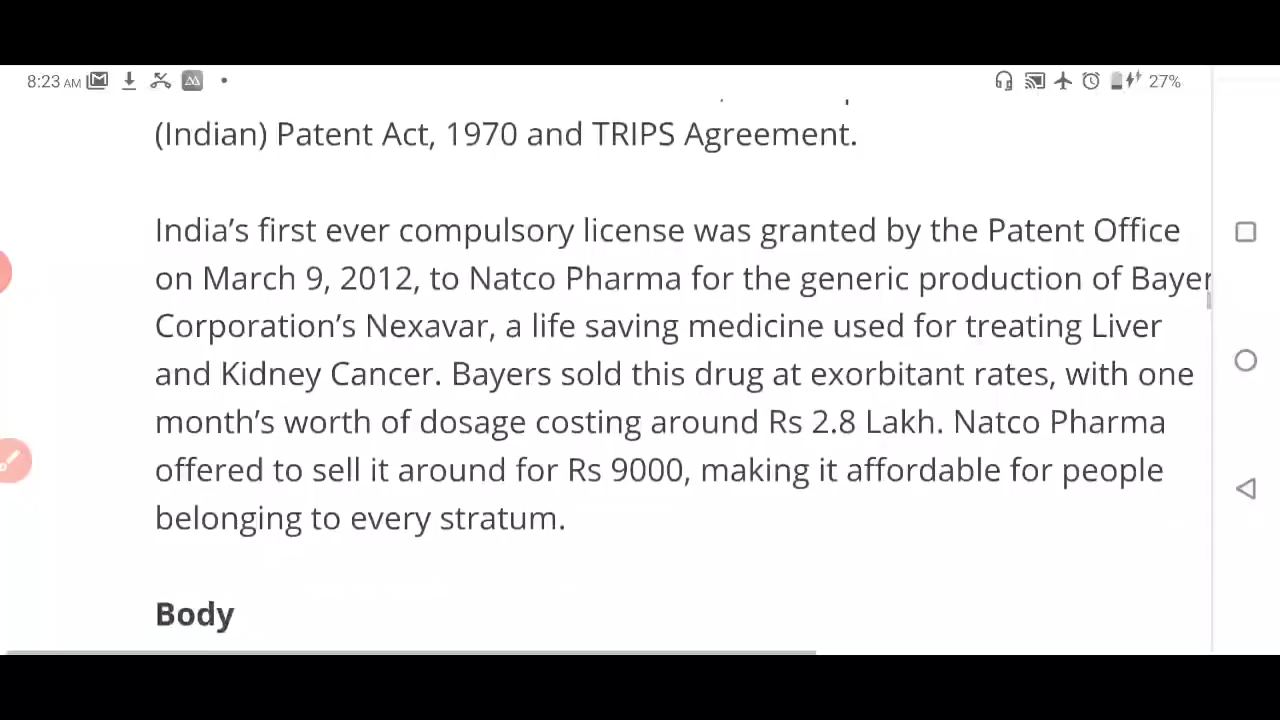 8:23 AM
27%
(Indian) Patent Act, 1970 and TRIPS Agreement.
India’s first ever compulsory license was granted by the Patent Office
on March 9, 2012, to Natco Pharma for the generic production of Bayer
Corporation’s Nexavar, a life saving medicine used for treating Liver
and Kidney Cancer. Bayers sold this drug at exorbitant rates, with one
month’s worth of dosage costing around Rs 2.8 Lakh. Natco Pharma
offered to sell it around for Rs 9000, making it affordable for people
belonging to every stratum.
Body